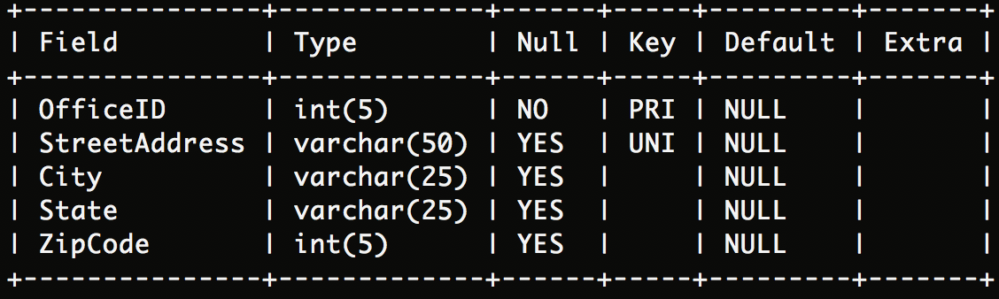 +---------------+-------------+------+-----+---------+-------+
| Field         | Type        | Null | Key | Default | Extra |
+---------------+-------------+------+-----+---------+-------+
| OfficeID      | int(5)      | NO   | PRI | NULL    |       |
| StreetAddress | varchar(50) | YES  | UNI | NULL    |       |
| City          | varchar(25) | YES  |     | NULL    |       |
| State         | varchar(25) | YES  |     | NULL    |       |
| ZipCode       | int(5)      | YES  |     | NULL    |       |
+---------------+-------------+------+-----+---------+-------+